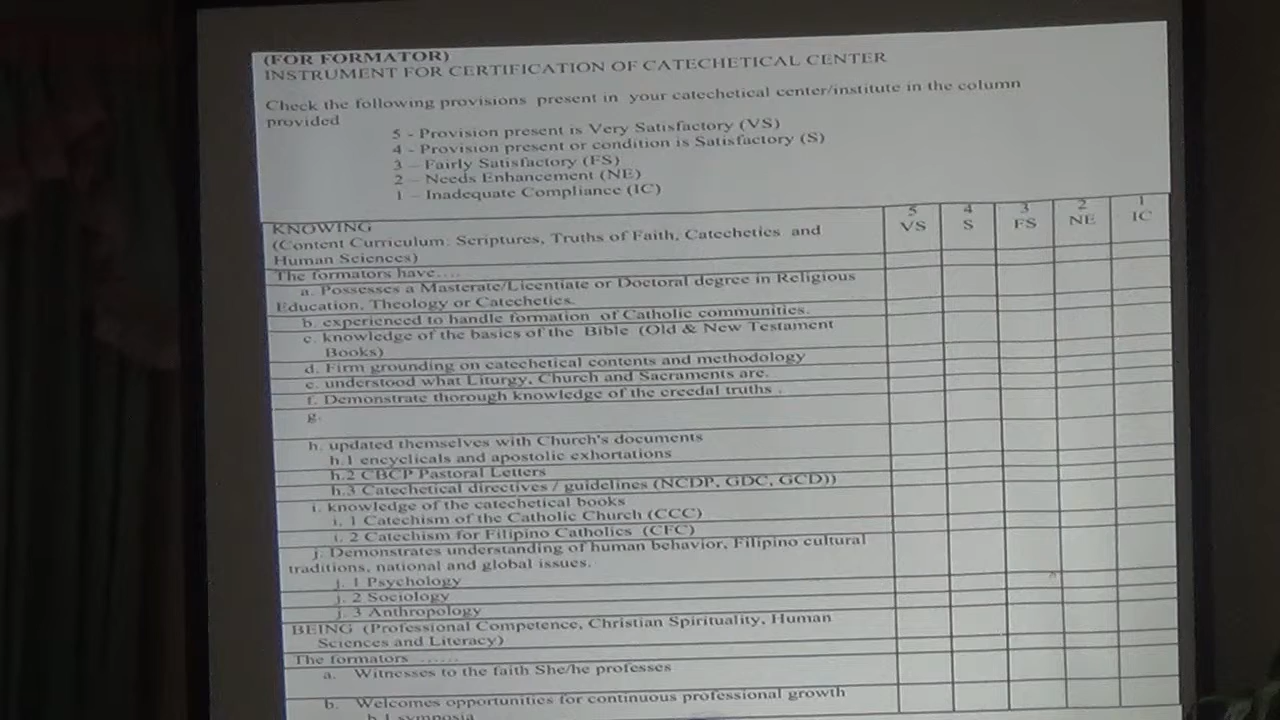 (FOR FORMATOR)
INSTRUMENT FOR CERTIFICATION OF CATECHETICAL CENTER
Check the following provisions present in your catechetical center/institute in the column
provided
5 - Provision present is Very Satisfactory (VS)
4 - Provision present or condition is Satisfactory (S)
3 – Fairly Satisfactory (FS)
2 – Needs Enhancement (NE)
1 – Inadequate Compliance (IC)
KNOWING
(Content Curriculum: Scriptures, Truths of Faith, Catechetics and
Human Sciences)
5 VS
4 S
3 FS
2 NE
1 IC
The formators have....
a. Possesses a Masterate/Licentiate or Doctoral degree in Religious
Education, Theology or Catechetics.
b. experienced to handle formation of Catholic communities.
c. knowledge of the basics of the Bible (Old & New Testament
Books)
d. Firm grounding on catechetical contents and methodology
e. understood what Liturgy, Church and Sacraments are.
f. Demonstrate thorough knowledge of the creedal truths .
g.
h. updated themselves with Church's documents
h.1 encyclicals and apostolic exhortations
h.2 CBCP Pastoral Letters
h.3 Catechetical directives / guidelines (NCDP, GDC, GCD))
i. knowledge of the catechetical books
i. 1 Catechism of the Catholic Church (CCC)
i. 2 Catechism for Filipino Catholics (CFC)
j. Demonstrates understanding of human behavior, Filipino cultural
traditions, national and global issues.
j. 1 Psychology
j. 2 Sociology
j. 3 Anthropology
BEING (Professional Competence, Christian Spirituality, Human
Sciences and Literacy)
The formators ......
a. Witnesses to the faith She/he professes
b. Welcomes opportunities for continuous professional growth
b.1 symposia